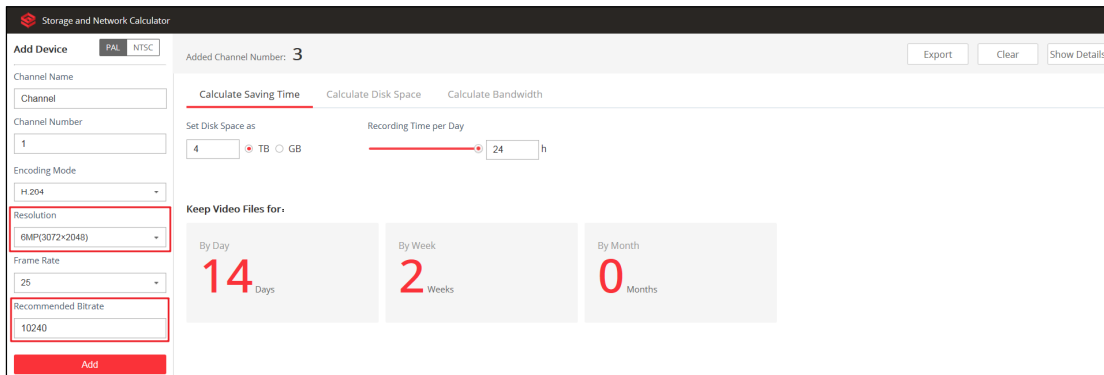 Storage and Network Calculator
Add Device PAL NTSC
Channel Name
Channel
Channel Number
1
Encoding Mode
H.264
Resolution
6MP(3072×2048)
Frame Rate
25
Recommended Bitrate
10240
Add
Added Channel Number: 3
Export Clear Show Details
Calculate Saving Time Calculate Disk Space Calculate Bandwidth
Set Disk Space as Recording Time per Day
4 TB GB 24 h
Keep Video Files for:
By Day By Week By Month
14 Days 2 Weeks 0 Months